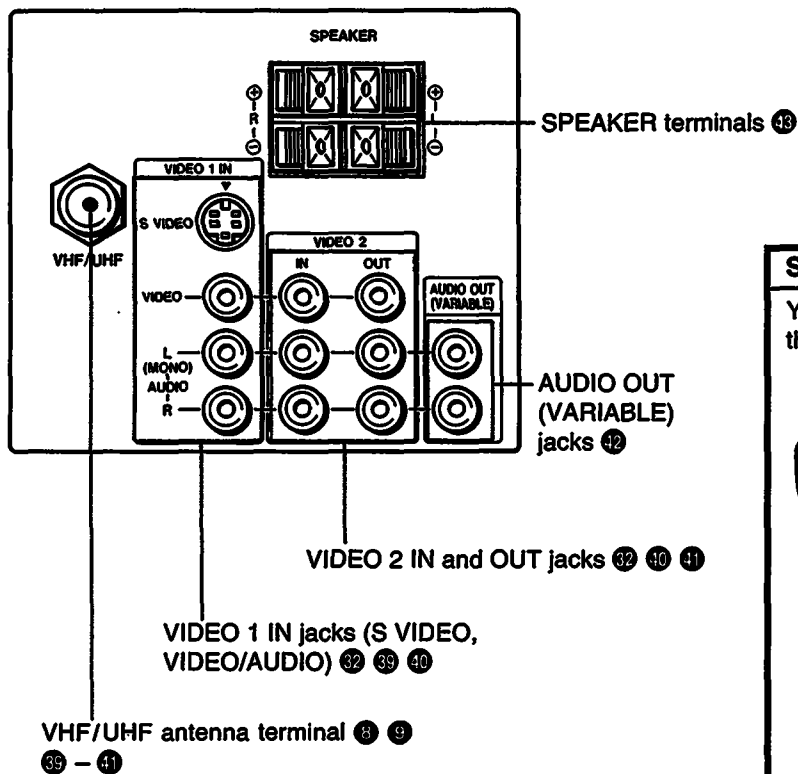 SPEAKER
⊕ ⊕
R L
⊖ ⊖
SPEAKER terminals 43
VIDEO 1 IN
S VIDEO
VHF/UHF
VIDEO 2
IN OUT
VIDEO
AUDIO OUT
(VARIABLE)
L
(MONO)
AUDIO
R
AUDIO OUT
(VARIABLE)
jacks 42
VIDEO 2 IN and OUT jacks 32 40 41
VIDEO 1 IN jacks (S VIDEO,
VIDEO/AUDIO) 32 39 40
VHF/UHF antenna terminal 8 9
39 – 41
S
Y
th